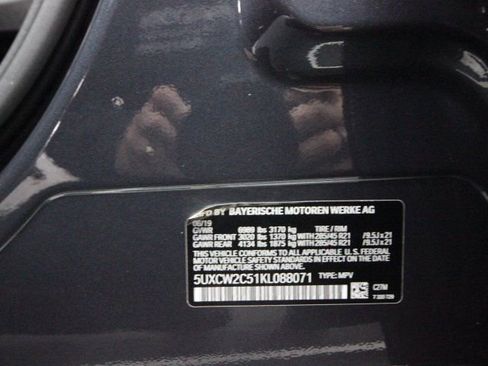 MFD BY BAYERISCHE MOTOREN WERKE AG
06/19
GVWR 6989 lbs 3170 kg TIRE / RIM
GAWR FRONT 3020 lbs 1370 kg WITH 285/45 R21 /9.5J x 21
GAWR REAR 4134 lbs 1875 kg WITH 285/45 R21 /9.5J x 21
THIS VEHICLE CONFORMS TO ALL APPLICABLE U.S. FEDERAL
MOTOR VEHICLE SAFETY STANDARDS IN EFFECT ON THE
DATE OF MANUFACTURE SHOWN ABOVE.
5UXCW2C51KL088071 TYPE: MPV
C27M